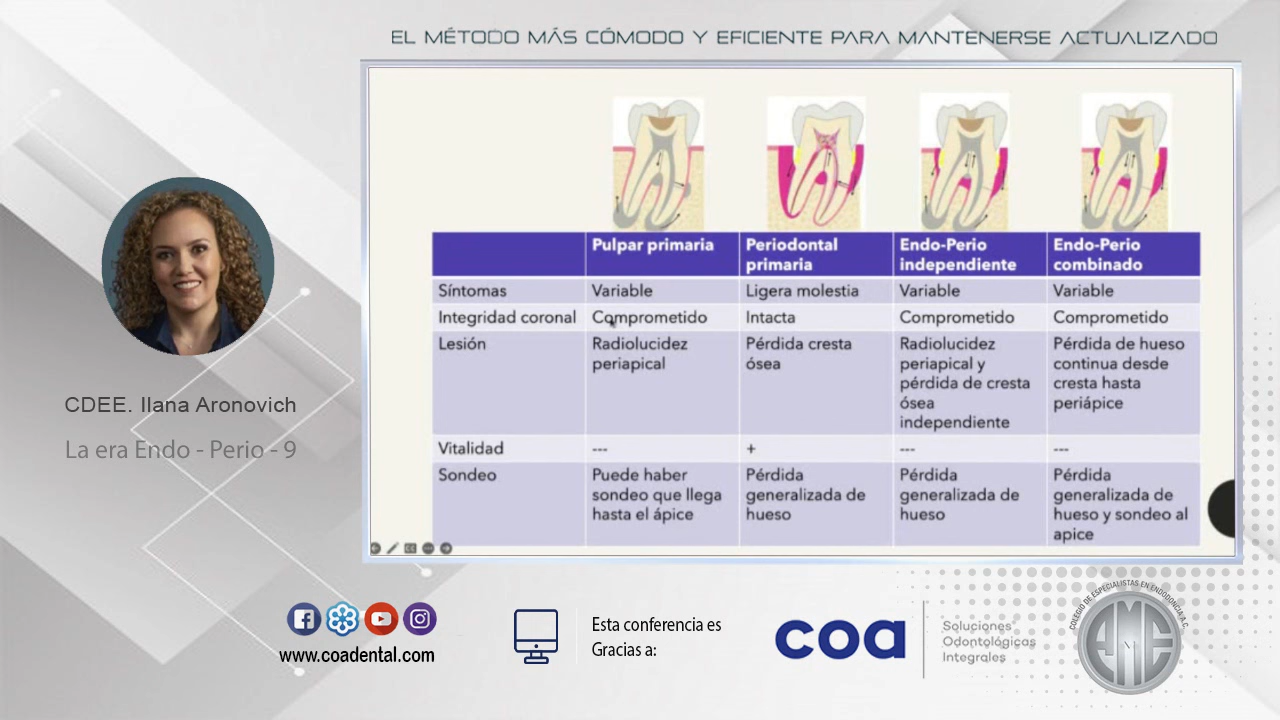 EL MÉTODO MÁS CÓMODO Y EFICIENTE PARA MANTENERSE ACTUALIZADO
CDEE. Ilana Aronovich
La era Endo - Perio - 9
Pulpar primaria
Periodontal
primaria
Endo-Perio
independiente
Endo-Perio
combinado
Síntomas
Variable
Ligera molestia
Variable
Variable
Integridad coronal
Comprometido
Intacta
Comprometido
Comprometido
Lesión
Radiolucidez
periapical
Pérdida cresta
ósea
Radiolucidez
periapical y
pérdida de cresta
ósea
independiente
Pérdida de hueso
continua desde
cresta hasta
periápice
Vitalidad
---
+
---
---
Sondeo
Puede haber
sondeo que llega
hasta el ápice
Pérdida
generalizada de
hueso
Pérdida
generalizada de
hueso
Pérdida
generalizada de
hueso y sondeo al
apice
www.coadental.com
Esta conferencia es
Gracias a:
coa
Soluciones
Odontológicas
Integrales
COLEGIO DE ESPECIALISTAS EN ENDODONCIA A.C.
AME